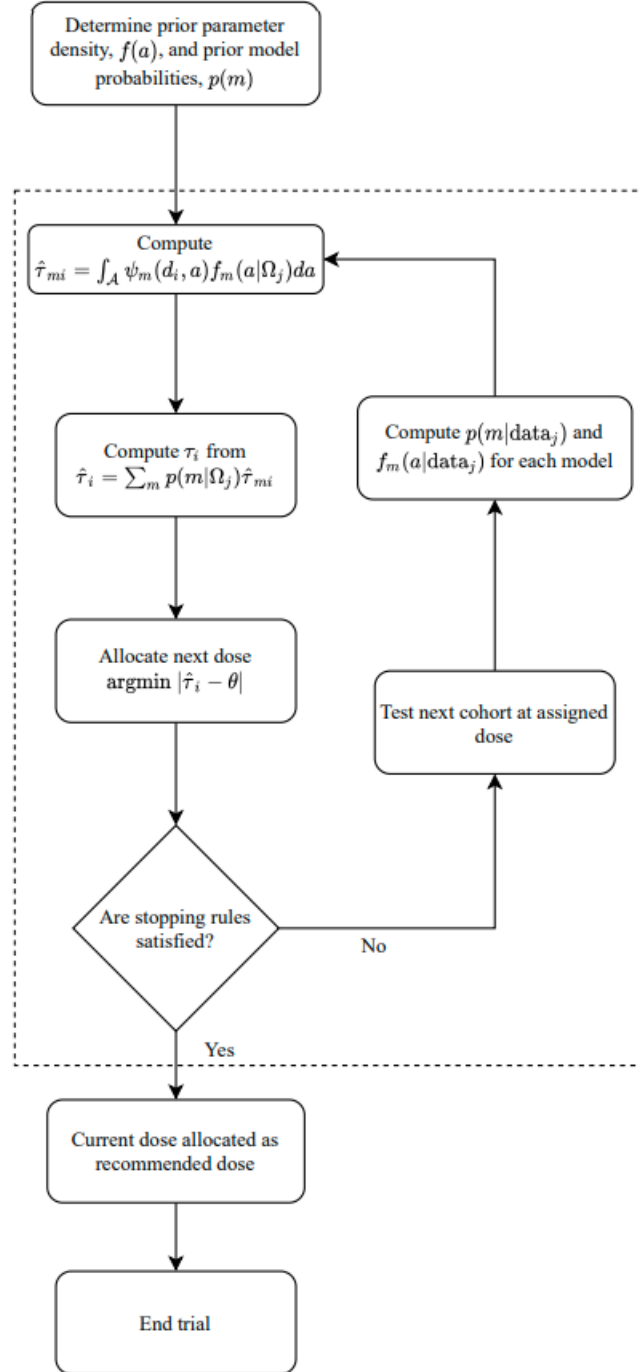 Determine prior parameter
density, f(a), and prior model
probabilities, p(m)
Compute
τ̂_{mi} = ∫_𝒜 ψ_m(d_i, a) f_m(a|Ω_j)da
Compute p(m|data_j) and
f_m(a|data_j) for each model
Compute τ_i from
τ̂_i = ∑_m p(m|Ω_j)τ̂_{mi}
Allocate next dose
argmin |τ̂_i − θ|
Test next cohort at assigned
dose
Are stopping rules
satisfied?
No
Yes
Current dose allocated as
recommended dose
End trial